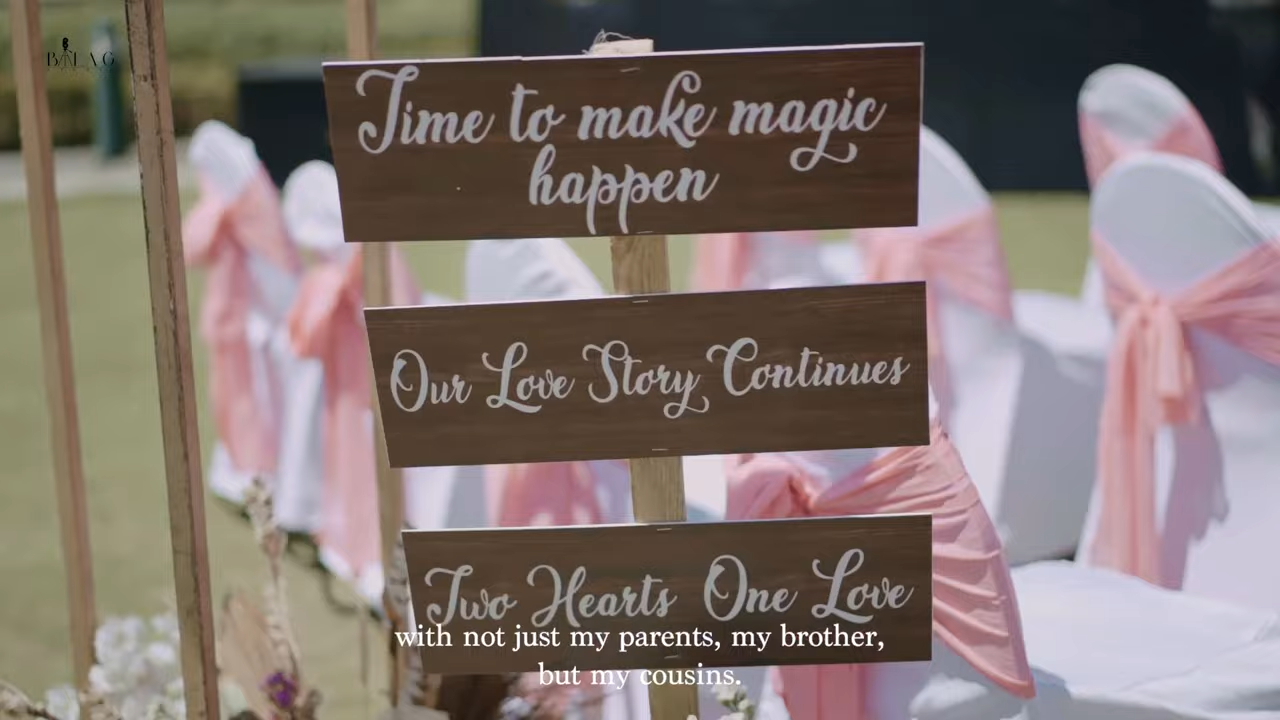 BALAG
Time to make magic
happen
Our Love Story Continues
Two Hearts One Love
with not just my parents, my brother,
but my cousins.